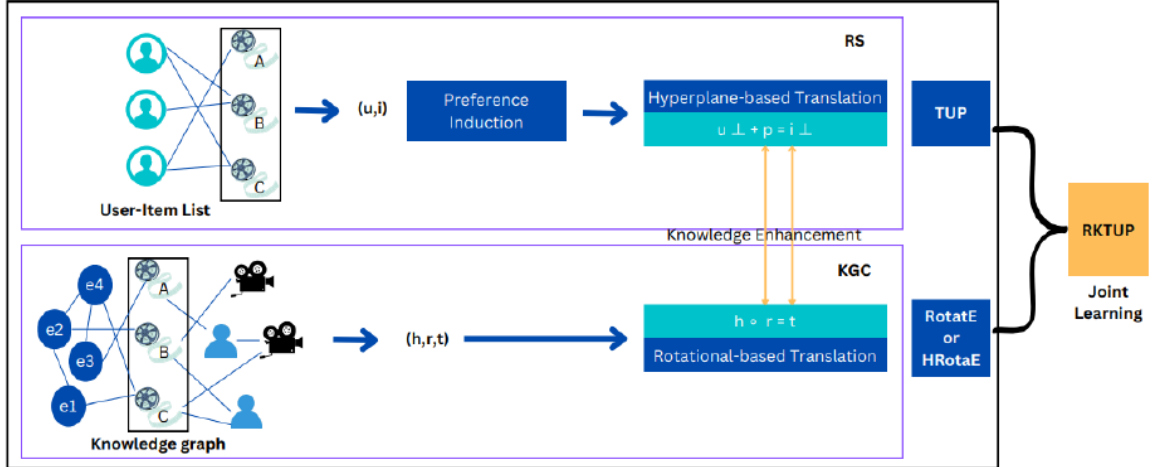 RS
A
B
C
User-Item List
(u,i)
Preference
Induction
Hyperplane-based Translation
u ⊥ + p = i ⊥
TUP
Knowledge Enhancement
RKTUP
Joint
Learning
KGC
e4
e2
e3
e1
A
B
C
Knowledge graph
(h,r,t)
h ∘ r = t
Rotational-based Translation
RotatE
or
HRotaE